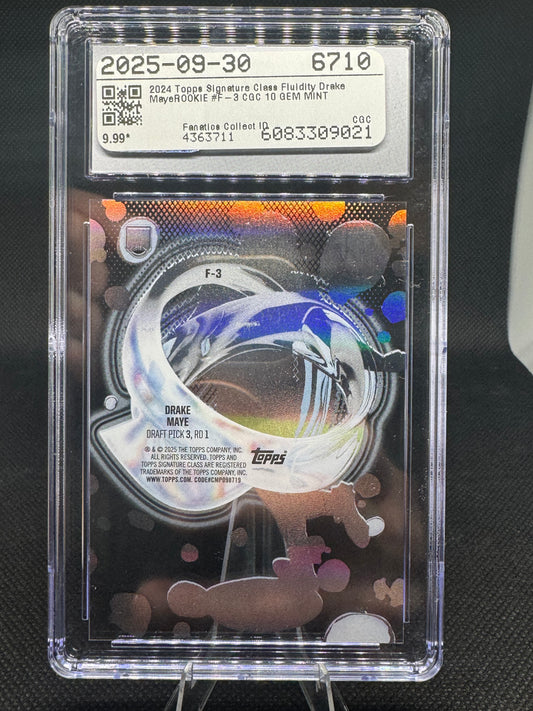 2025-09-30 6710
2024 Topps Signature Class Fluidity Drake
MayeROOKIE #F-3 CGC 10 GEM MINT
9.99*
Fanatics Collect ID CGC
4363711 6083309021
F-3
DRAKE
MAYE
DRAFT PICK 3, RD 1
® & © 2025 THE TOPPS COMPANY, INC.
ALL RIGHTS RESERVED. TOPPS AND
TOPPS SIGNATURE CLASS ARE REGISTERED
TRADEMARKS OF THE TOPPS COMPANY, INC.
WWW.TOPPS.COM. CODE#CMP098719
Topps